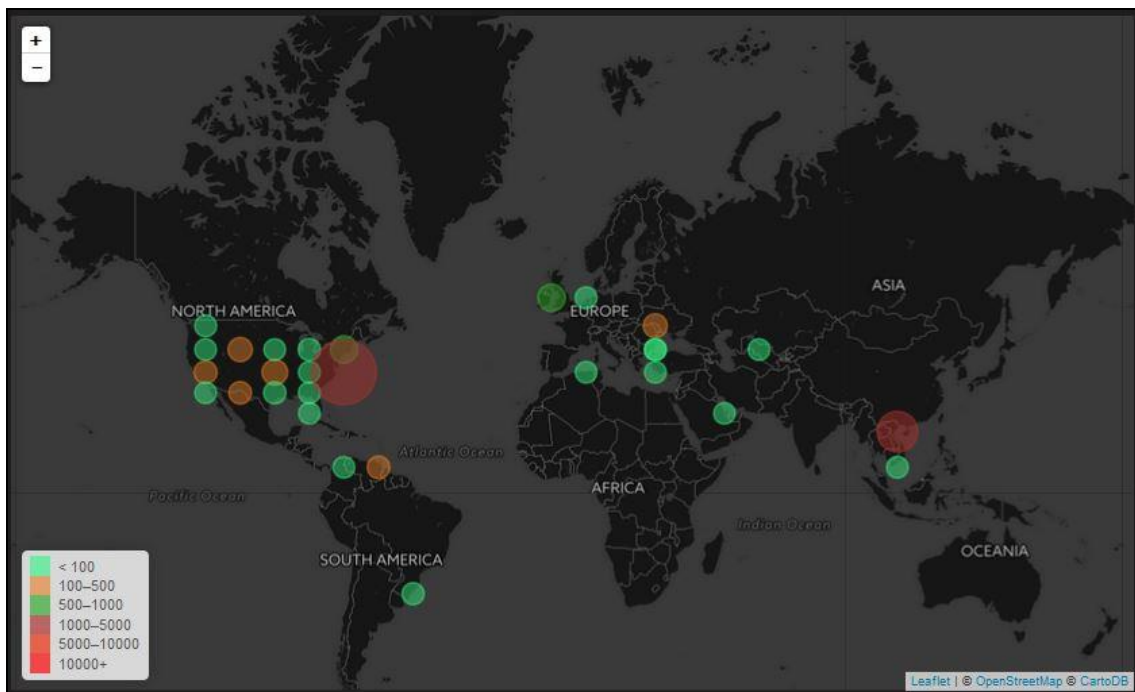 +
−
NORTH AMERICA
EUROPE
ASIA
Atlantic Ocean
Pacific Ocean
AFRICA
Indian Ocean
OCEANIA
SOUTH AMERICA
< 100
100–500
500–1000
1000–5000
5000–10000
10000+
Leaflet | © OpenStreetMap © CartoDB